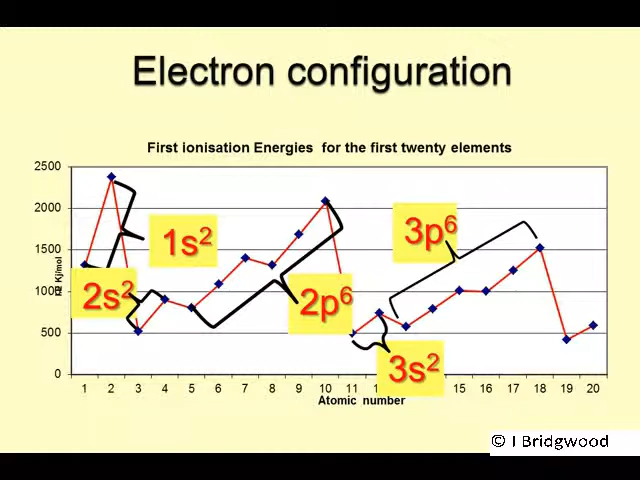 Electron configuration
First ionisation Energies for the first twenty elements
2500
2000
1500
1000
500
0
KJ/mol
1s²
2s²
2p⁶
3p⁶
3s²
1 2 3 4 5 6 7 8 9 10 11 15 16 17 18 19 20
Atomic number
© I Bridgwood